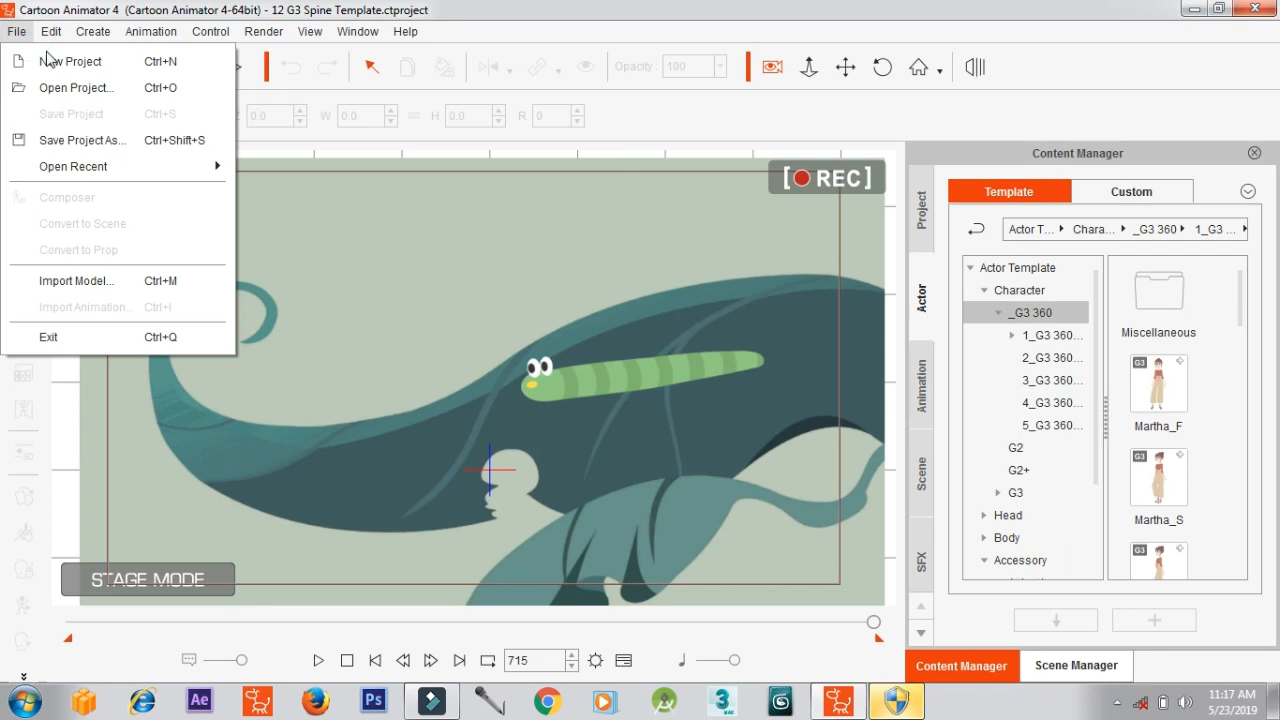 Cartoon Animator 4 (Cartoon Animator 4-64bit) - 12 G3 Spine Template.ctproject
File Edit Create Animation Control Render View Window Help
New Project Ctrl+N
Open Project... Ctrl+O
Save Project Ctrl+S
Save Project As... Ctrl+Shift+S
Open Recent
Composer
Convert to Scene
Convert to Prop
Import Model... Ctrl+M
Import Animation... Ctrl+I
Exit Ctrl+Q
Opacity : 100
0.0 W 0.0 H 0.0 R 0
[ REC]
STAGE MODE
715
Content Manager
Template Custom
Actor T... Chara... _G3 360 1_G3 ...
Project
Actor
Animation
Scene
SFX
Actor Template
Character
_G3 360
1_G3 360...
2_G3 360...
3_G3 360...
4_G3 360...
5_G3 360...
G2
G2+
G3
Head
Body
Accessory
Miscellaneous
G3
Martha_F
G3
Martha_S
G3
Content Manager Scene Manager
Ae Ps 3 MAX
11:17 AM
5/23/2019